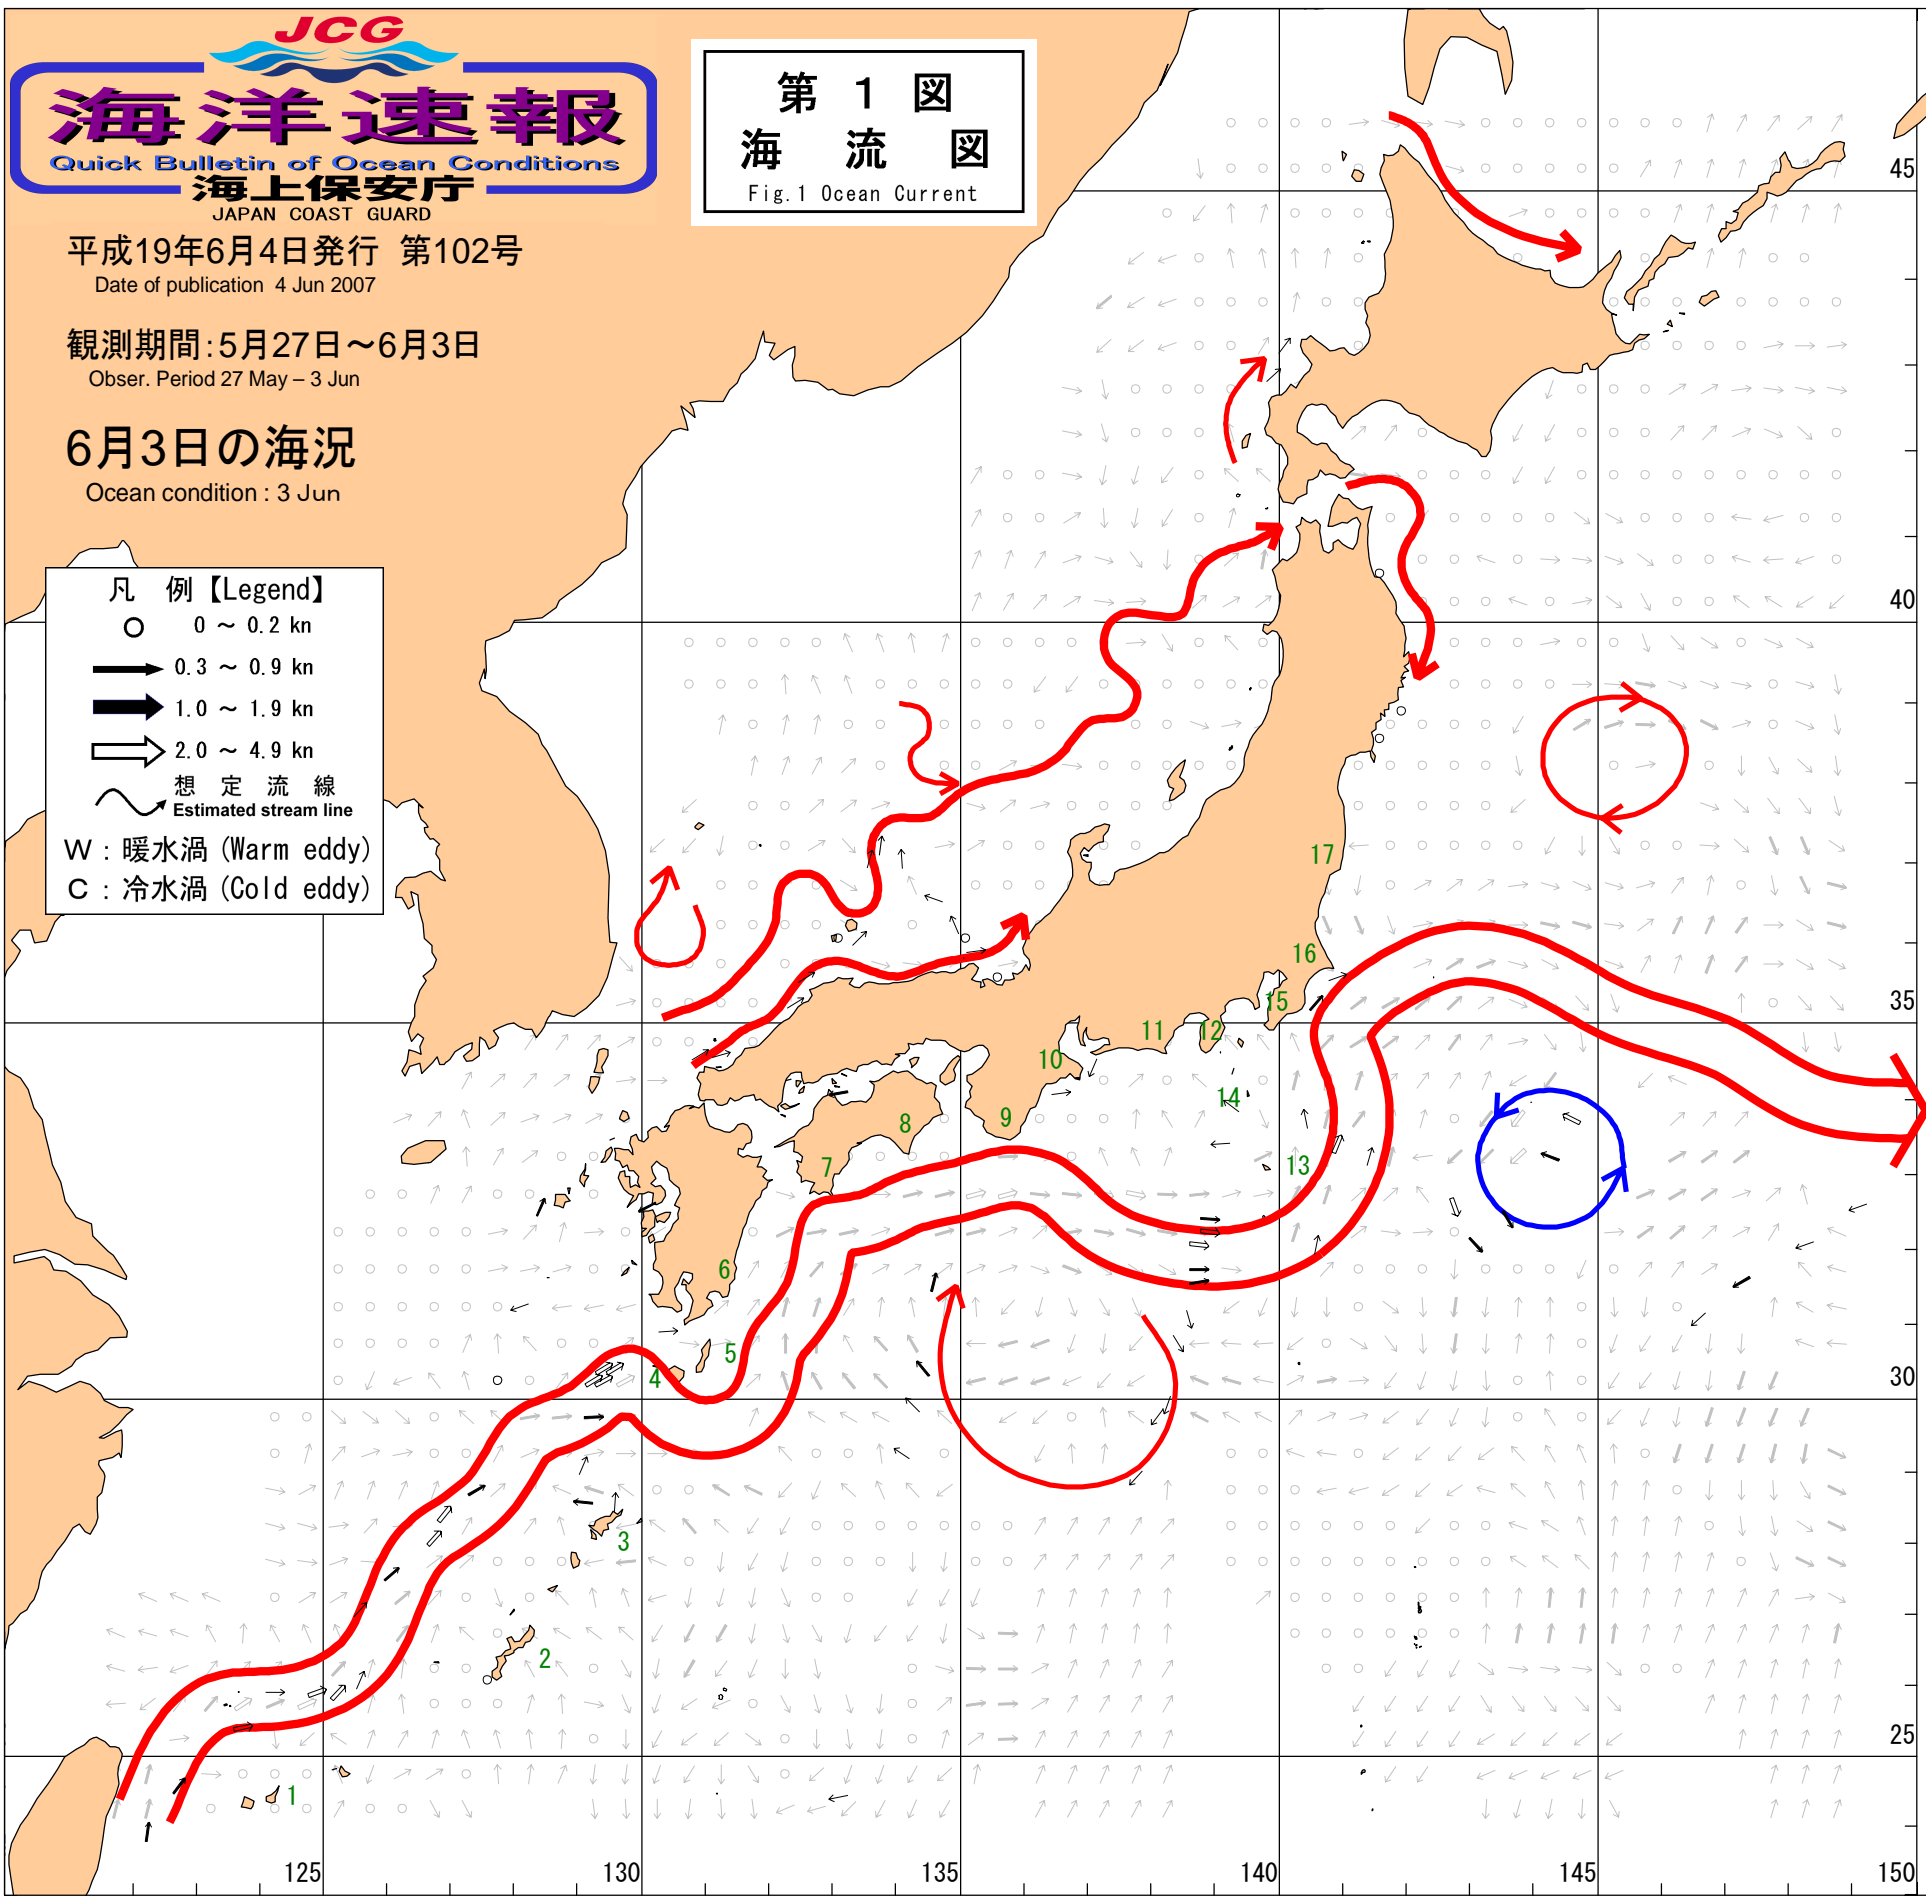 JCG
海洋速報
Quick Bulletin of Ocean Conditions
海上保安庁
JAPAN COAST GUARD
平成19年6月4日発行 第102号
Date of publication 4 Jun 2007
観測期間:5月27日～6月3日
Obser. Period 27 May – 3 Jun
6月3日の海況
Ocean condition : 3 Jun
第 1 図
海 流 図
Fig.1 Ocean Current
凡 例【Legend】
0 ～ 0.2 kn
0.3 ～ 0.9 kn
1.0 ～ 1.9 kn
2.0 ～ 4.9 kn
想 定 流 線
Estimated stream line
W : 暖水渦 (Warm eddy)
C : 冷水渦 (Cold eddy)
45
40
17
16
35
15
12
11
10
14
9
8
13
7
6
5
4
30
3
2
25
1
125
130
135
140
145
150